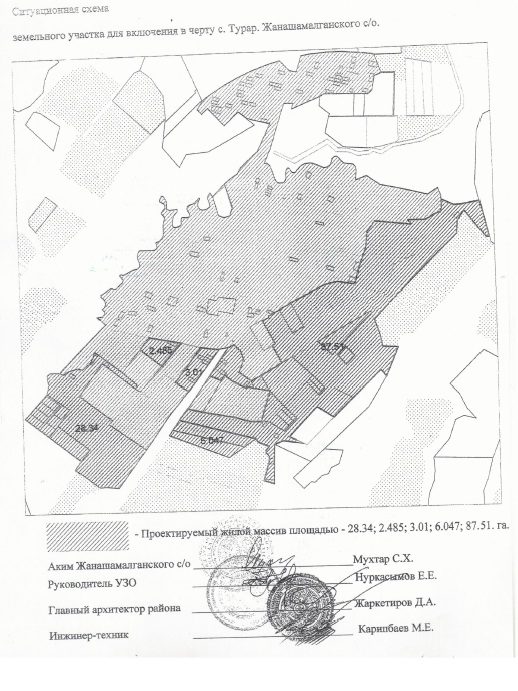 Ситуационная схема
земельного участка для включения в черту с. Турар. Жанашамалганского с/о.
2.485
3.01
87.51
28.34
6.047
- Проектируемый жилой массив площадью - 28.34; 2.485; 3.01; 6.047; 87.51. га.
Аким Жанашамалганского с/о Мухтар С.Х.
Руководитель УЗО Нуркасымов Е.Е.
Главный архитектор района Жаркетиров Д.А.
Инжинер-техник Карипбаев М.Е.